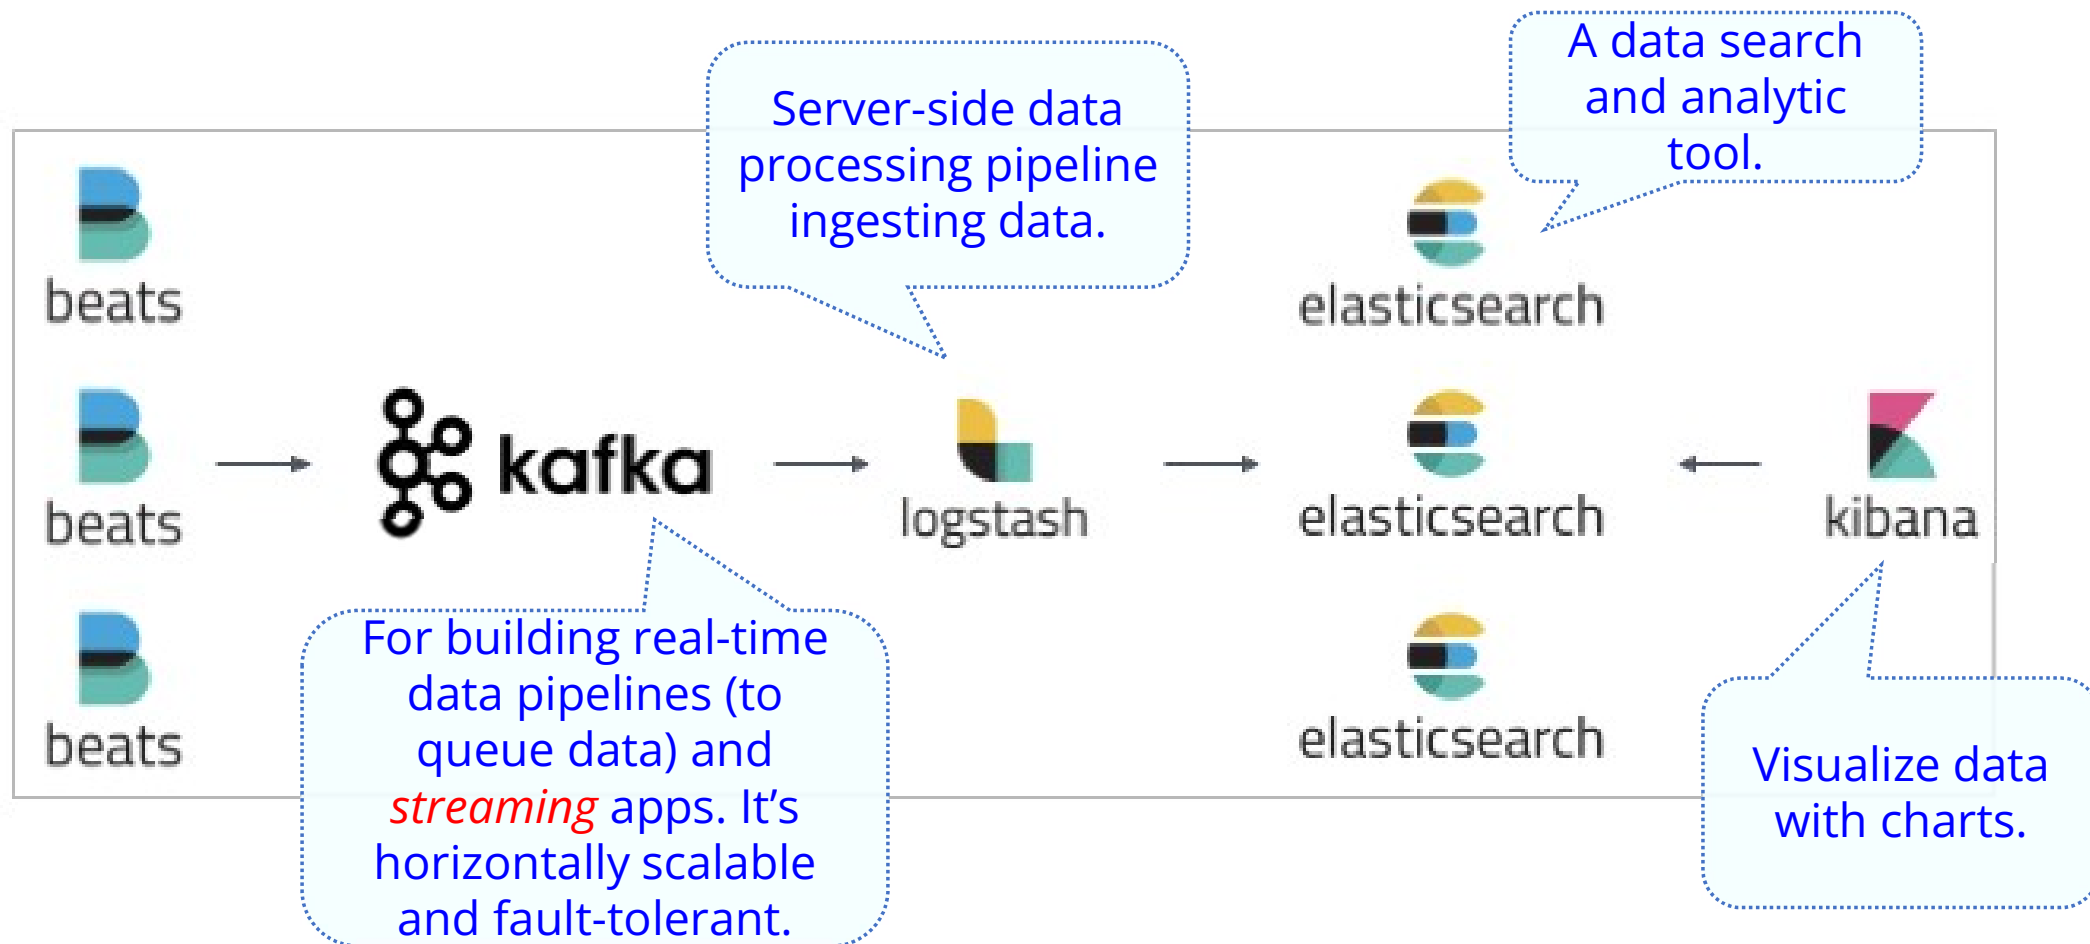 A data search
and analytic
tool.
Server-side data
processing pipeline
ingesting data.
beats
elasticsearch
beats
kafka
logstash
elasticsearch
kibana
beats
elasticsearch
For building real-time
data pipelines (to
queue data) and
streaming apps. It’s
horizontally scalable
and fault-tolerant.
Visualize data
with charts.